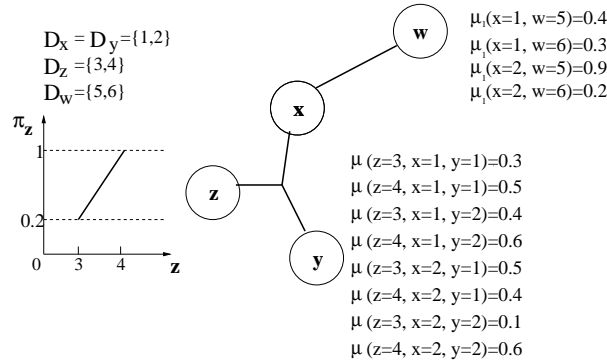 D_x = D_y = {1,2}
D_z = {3,4}
D_w = {5,6}
π_z
1
0.2
0
3
4
z
w
x
z
y
μ_1(x=1, w=5)=0.4
μ_1(x=1, w=6)=0.3
μ_1(x=2, w=5)=0.9
μ_1(x=2, w=6)=0.2
μ (z=3, x=1, y=1)=0.3
μ (z=4, x=1, y=1)=0.5
μ (z=3, x=1, y=2)=0.4
μ (z=4, x=1, y=2)=0.6
μ (z=3, x=2, y=1)=0.5
μ (z=4, x=2, y=1)=0.4
μ (z=3, x=2, y=2)=0.1
μ (z=4, x=2, y=2)=0.6